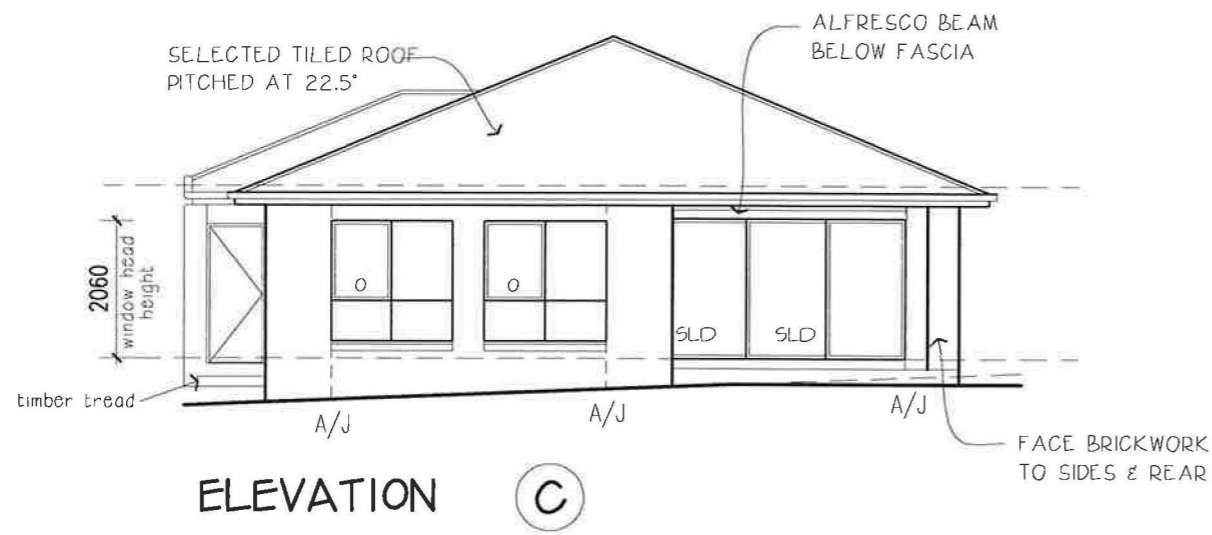 ALFRESCO BEAM
BELOW FASCIA
SELECTED TILED ROOF
PITCHED AT 22.5°
2060
window head
height
O
O
SLD
SLD
timber tread
A/J
A/J
A/J
FACE BRICKWORK
TO SIDES & REAR
ELEVATION C